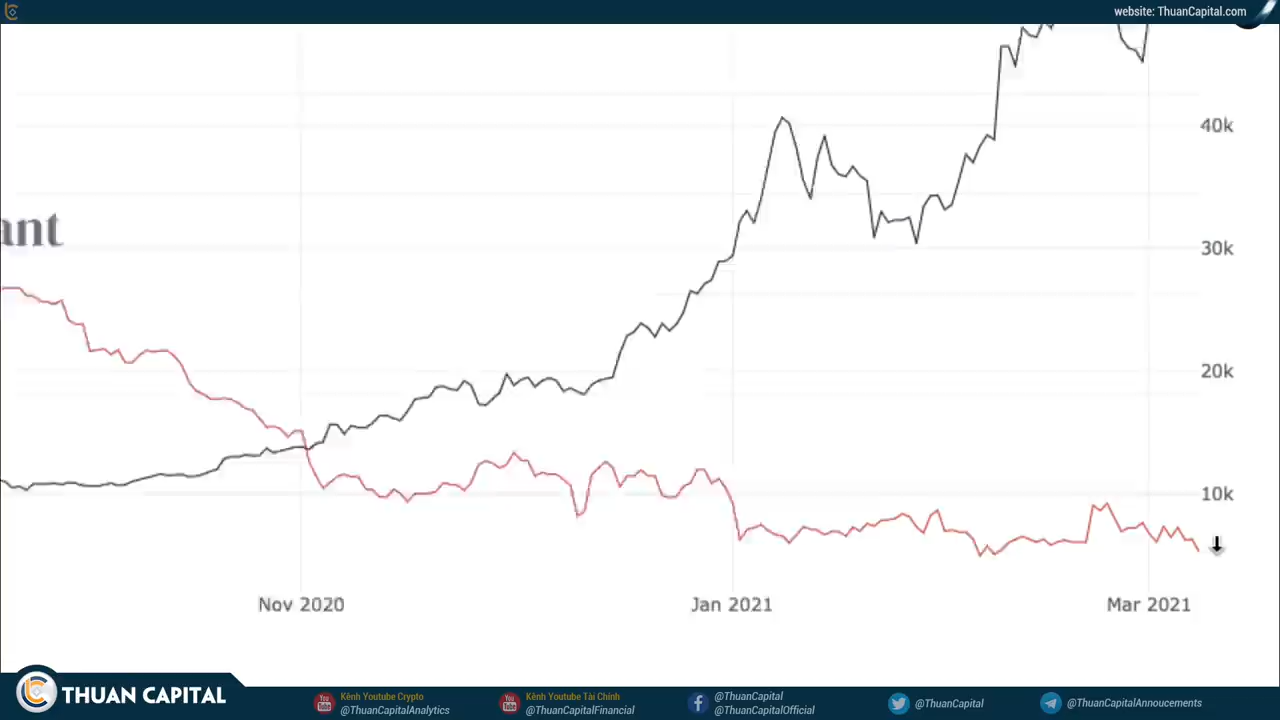 website: ThuanCapital.com
40k
ant
30k
20k
10k
Nov 2020
Jan 2021
Mar 2021
THUAN CAPITAL
Kênh Youtube Crypto
@ThuanCapitalAnalytics
Kênh Youtube Tài Chính
@ThuanCapitalFinancial
@ThuanCapital
@ThuanCapitalOfficial
@ThuanCapital
@ThuanCapitalAnnoucements